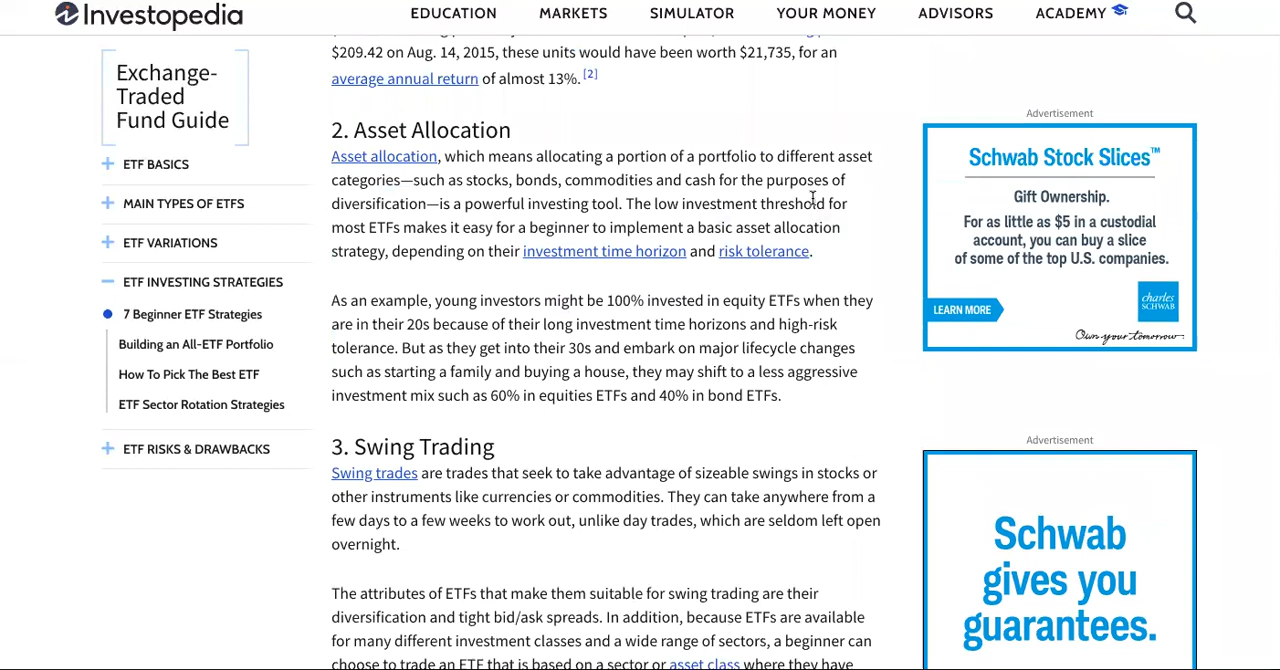 Investopedia
EDUCATION
MARKETS
SIMULATOR
YOUR MONEY
ADVISORS
ACADEMY
Exchange-
Traded
Fund Guide
ETF BASICS
MAIN TYPES OF ETFS
ETF VARIATIONS
ETF INVESTING STRATEGIES
7 Beginner ETF Strategies
Building an All-ETF Portfolio
How To Pick The Best ETF
ETF Sector Rotation Strategies
ETF RISKS & DRAWBACKS
$209.42 on Aug. 14, 2015, these units would have been worth $21,735, for an
average annual return of almost 13%. [2]
2. Asset Allocation
Asset allocation, which means allocating a portion of a portfolio to different asset
categories—such as stocks, bonds, commodities and cash for the purposes of
diversification—is a powerful investing tool. The low investment threshold for
most ETFs makes it easy for a beginner to implement a basic asset allocation
strategy, depending on their investment time horizon and risk tolerance.
As an example, young investors might be 100% invested in equity ETFs when they
are in their 20s because of their long investment time horizons and high-risk
tolerance. But as they get into their 30s and embark on major lifecycle changes
such as starting a family and buying a house, they may shift to a less aggressive
investment mix such as 60% in equities ETFs and 40% in bond ETFs.
3. Swing Trading
Swing trades are trades that seek to take advantage of sizeable swings in stocks or
other instruments like currencies or commodities. They can take anywhere from a
few days to a few weeks to work out, unlike day trades, which are seldom left open
overnight.
The attributes of ETFs that make them suitable for swing trading are their
diversification and tight bid/ask spreads. In addition, because ETFs are available
for many different investment classes and a wide range of sectors, a beginner can
choose to trade an ETF that is based on a sector or asset class where they have
Advertisement
Schwab Stock Slices™
Gift Ownership.
For as little as $5 in a custodial
account, you can buy a slice
of some of the top U.S. companies.
LEARN MORE
charles
SCHWAB
Own your tomorrow.
Advertisement
Schwab
gives you
guarantees.